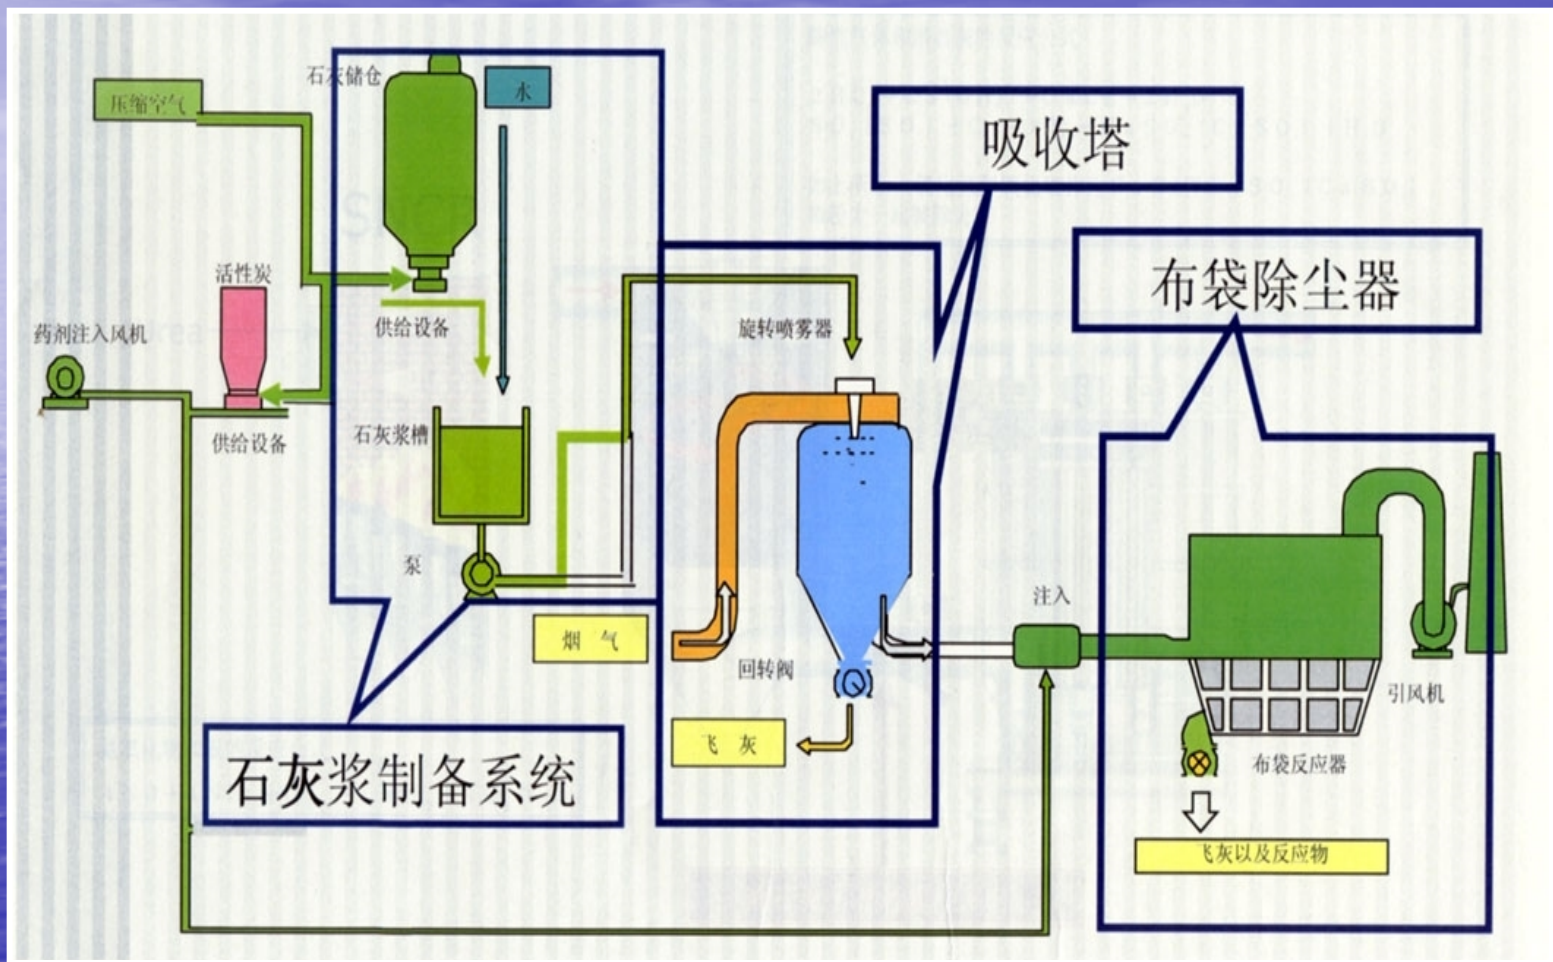 石灰储仓
水
压缩空气
吸收塔
布袋除尘器
活性炭
药剂注入风机
供给设备
旋转喷雾器
供给设备
石灰浆槽
泵
注入
烟 气
回转阀
引风机
飞 灰
布袋反应器
石灰浆制备系统
飞灰以及反应物